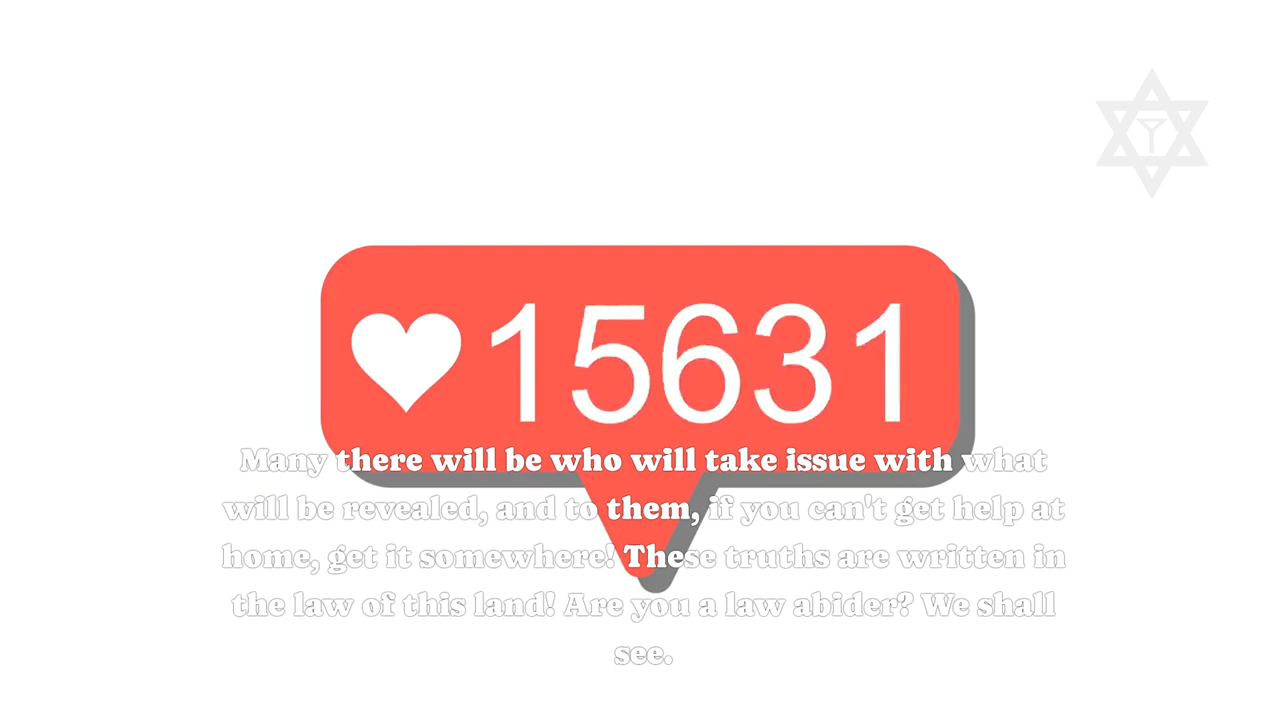 15631
Many there will be who will take issue with what
will be revealed, and to them, if you can't get help at
home, get it somewhere! These truths are written in
the law of this land! Are you a law abider? We shall
see.